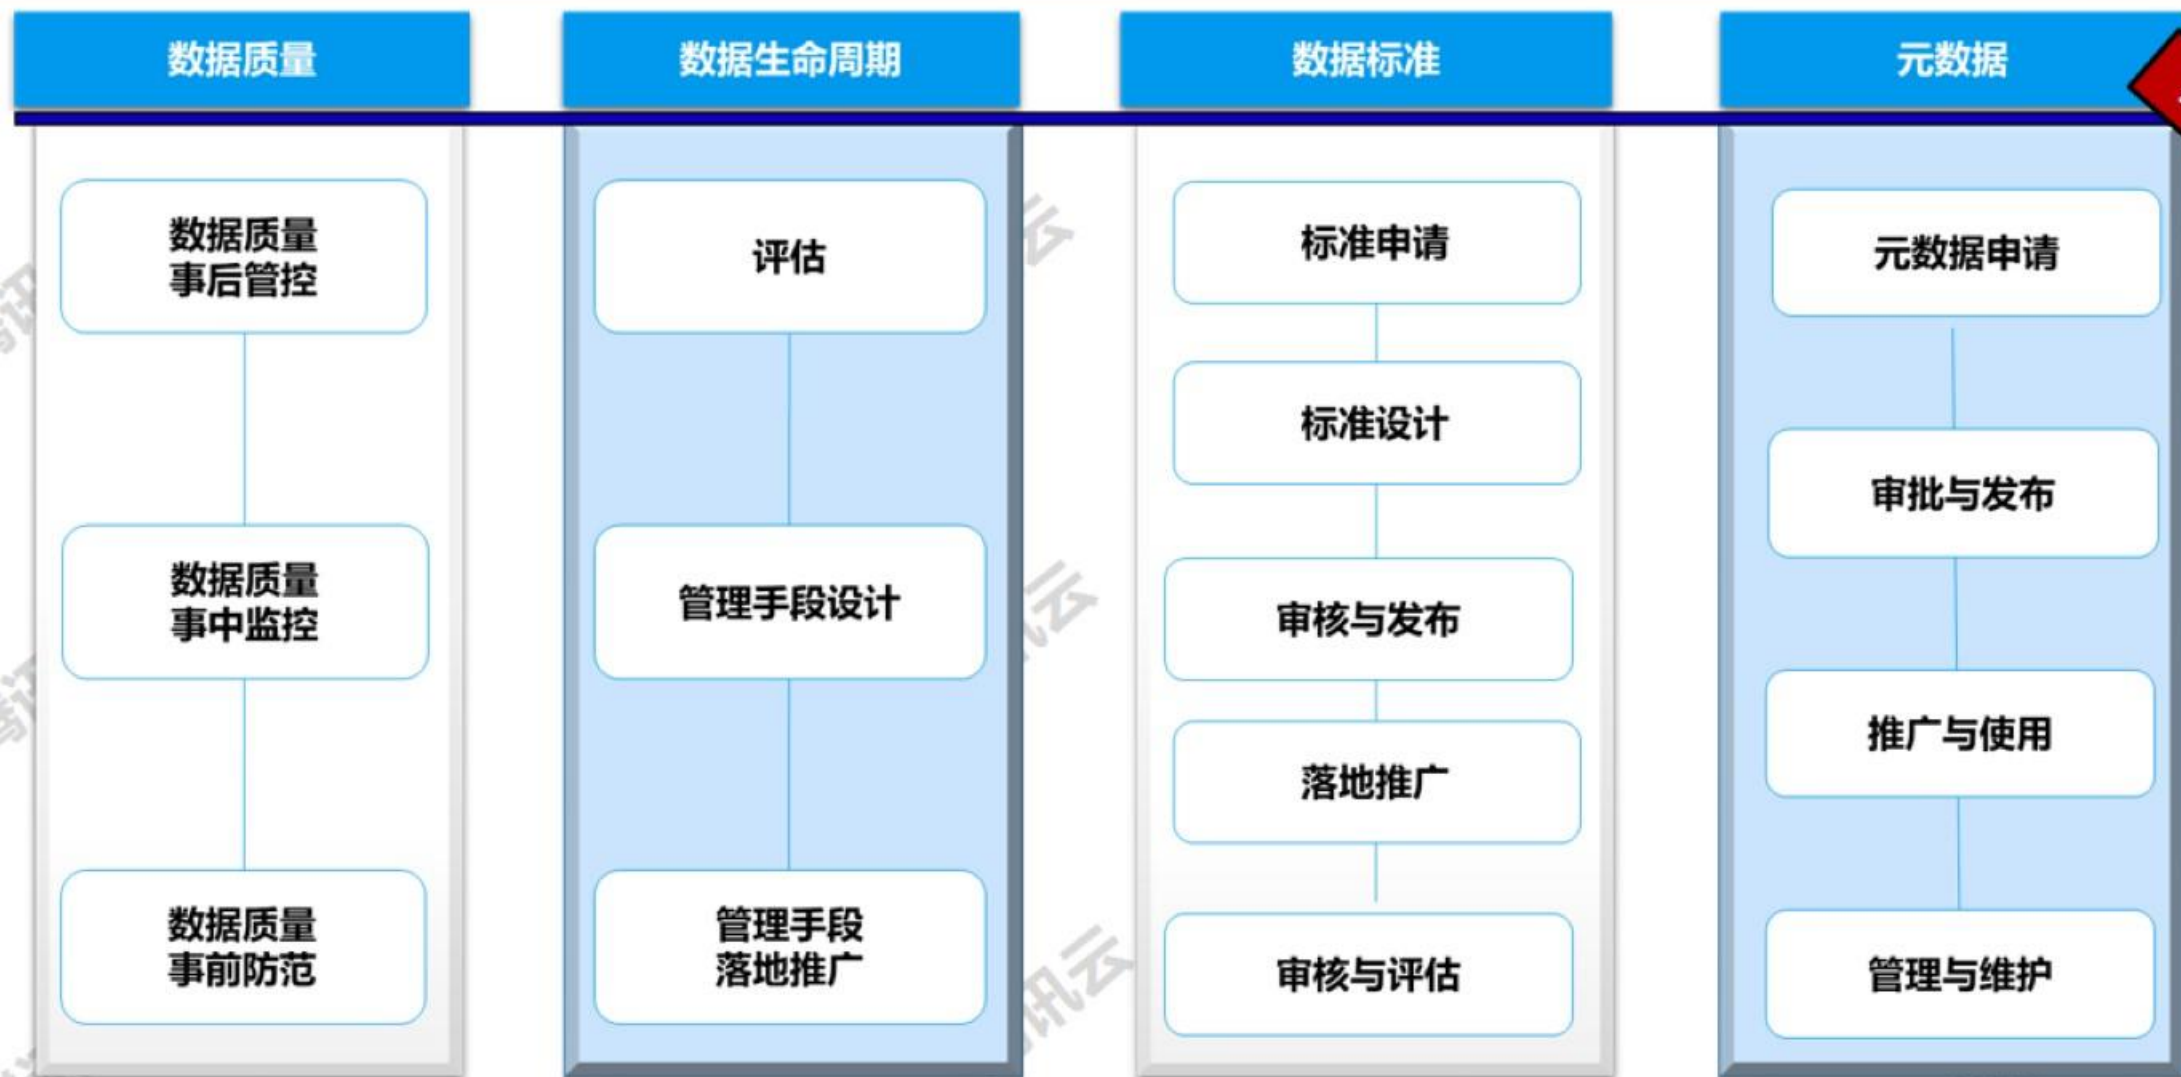 数据质量
数据生命周期
数据标准
元数据
数据质量
事后管控
数据质量
事中监控
数据质量
事前防范
评估
管理手段设计
管理手段
落地推广
标准申请
标准设计
审核与发布
落地推广
审核与评估
元数据申请
审批与发布
推广与使用
管理与维护
云
讯云
讯云